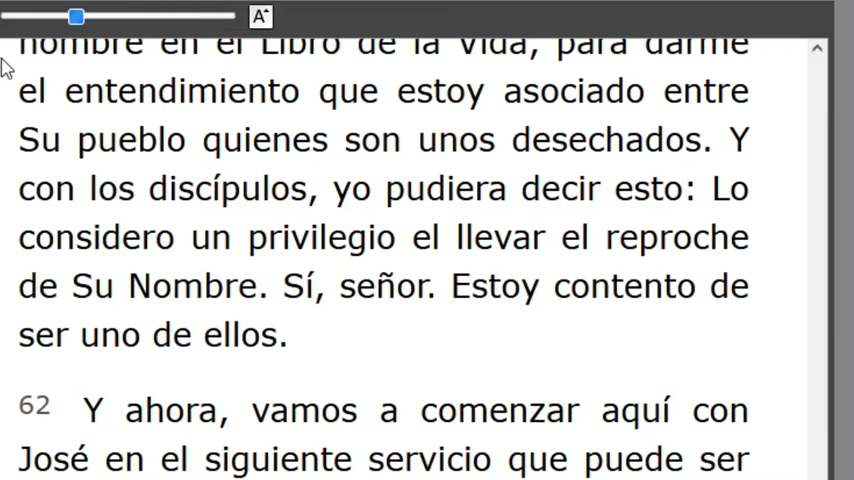 A
nombre en el Libro de la Vida, para darme
el entendimiento que estoy asociado entre
Su pueblo quienes son unos desechados. Y
con los discípulos, yo pudiera decir esto: Lo
considero un privilegio el llevar el reproche
de Su Nombre. Sí, señor. Estoy contento de
ser uno de ellos.
62 Y ahora, vamos a comenzar aquí con
José en el siguiente servicio que puede ser